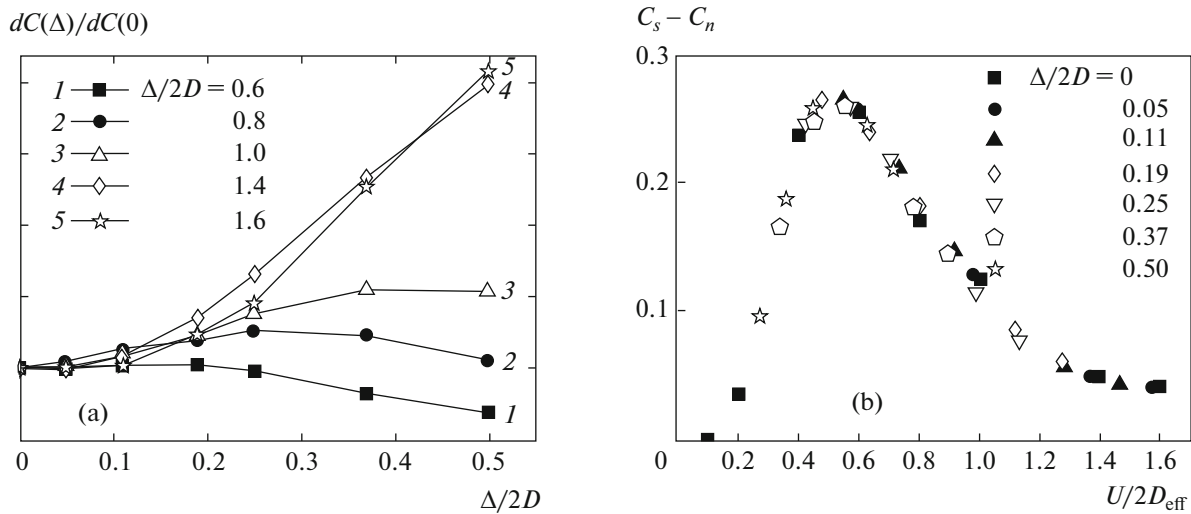 dC(Δ)/dC(0)
1 Δ/2D = 0.6
2 0.8
3 1.0
4 1.4
5 1.6
5
4
3
2
1
(a)
0 0.1 0.2 0.3 0.4 0.5
Δ/2D
C_s – C_n
0.3
0.2
0.1
Δ/2D = 0
0.05
0.11
0.19
0.25
0.37
0.50
(b)
0 0.2 0.4 0.6 0.8 1.0 1.2 1.4 1.6
U/2D_eff